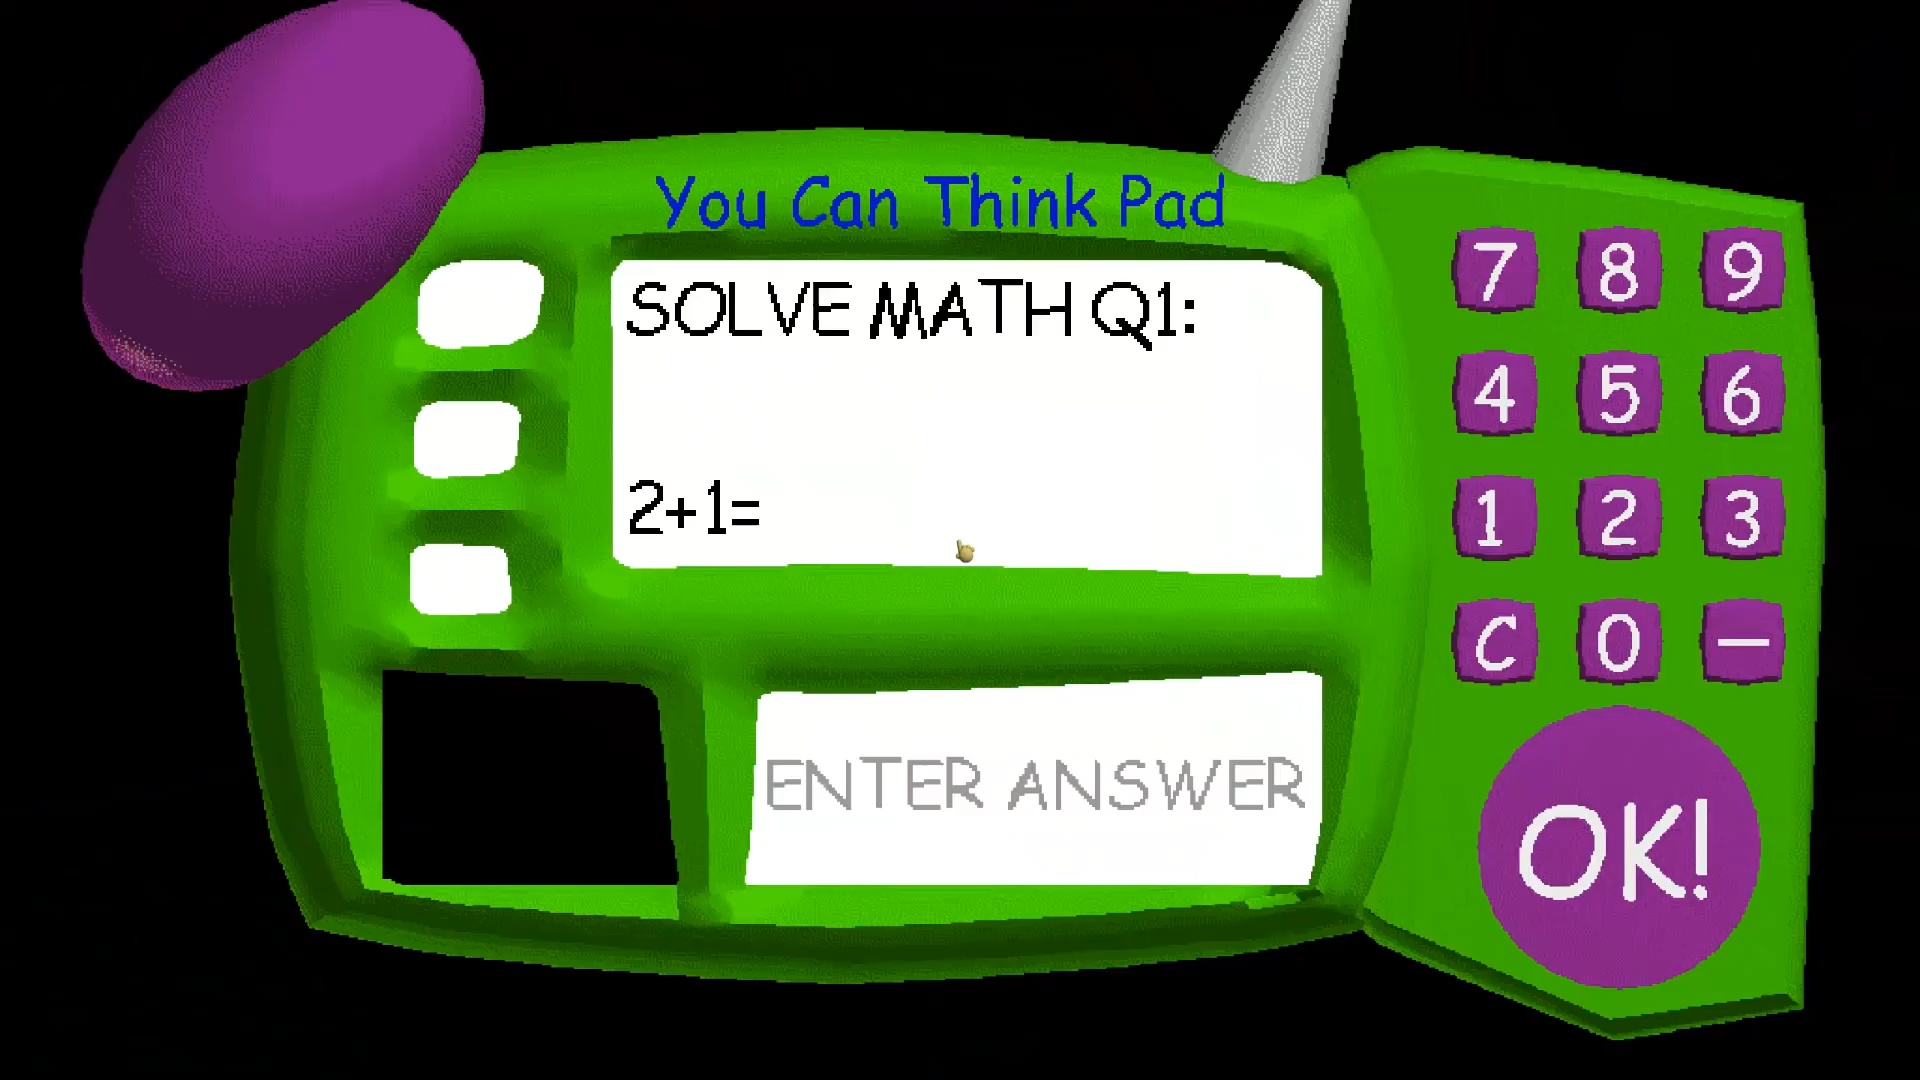 You Can Think Pad
SOLVE MATH Q1:
2+1=
ENTER ANSWER
7 8 9
4 5 6
1 2 3
C 0 —
OK!